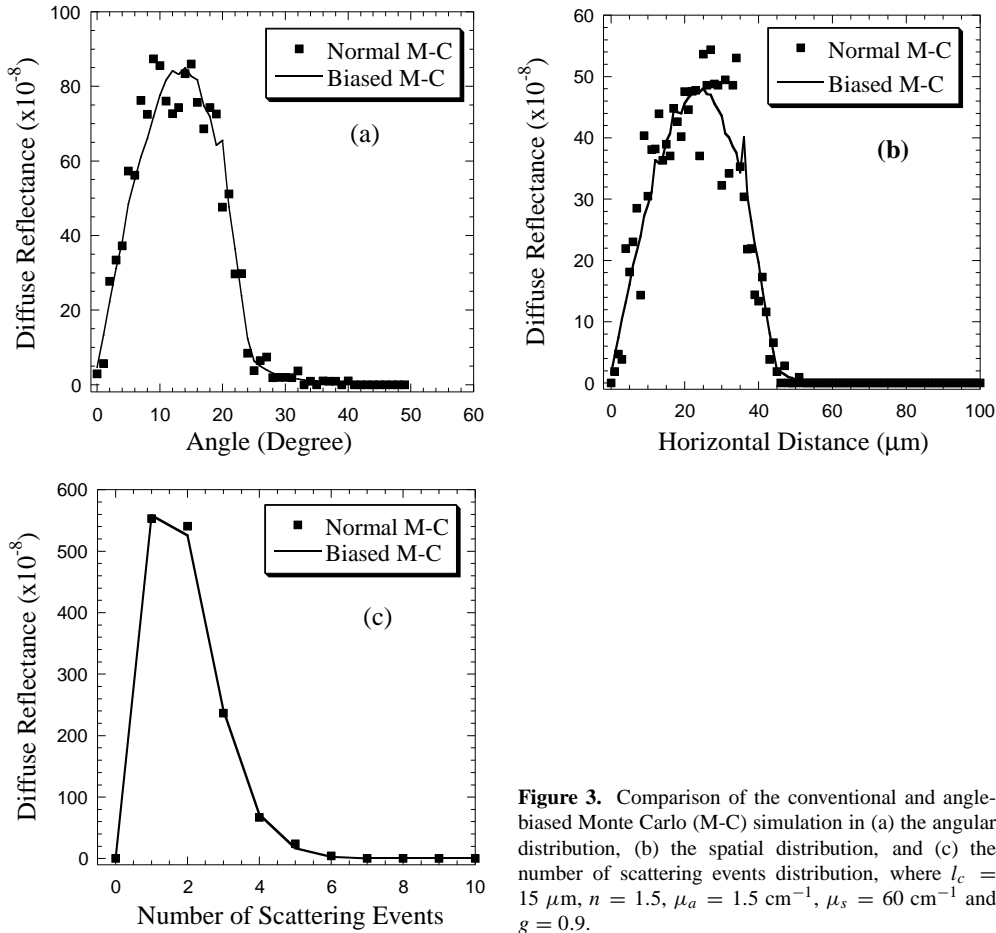 100
80
60
40
20
0
Diffuse Reflectance (x10⁻⁸)
Normal M-C
Biased M-C
(a)
0 10 20 30 40 50 60
Angle (Degree)
60
50
40
30
20
10
0
Diffuse Reflectance (x10⁻⁸)
Normal M-C
Biased M-C
(b)
0 20 40 60 80 100
Horizontal Distance (μm)
600
500
400
300
200
100
0
Diffuse Reflectance (x10⁻⁸)
Normal M-C
Biased M-C
(c)
0 2 4 6 8 10
Number of Scattering Events
Figure 3. Comparison of the conventional and angle-
biased Monte Carlo (M-C) simulation in (a) the angular
distribution, (b) the spatial distribution, and (c) the
number of scattering events distribution, where l_c =
15 μm, n = 1.5, μ_a = 1.5 cm⁻¹, μ_s = 60 cm⁻¹ and
g = 0.9.